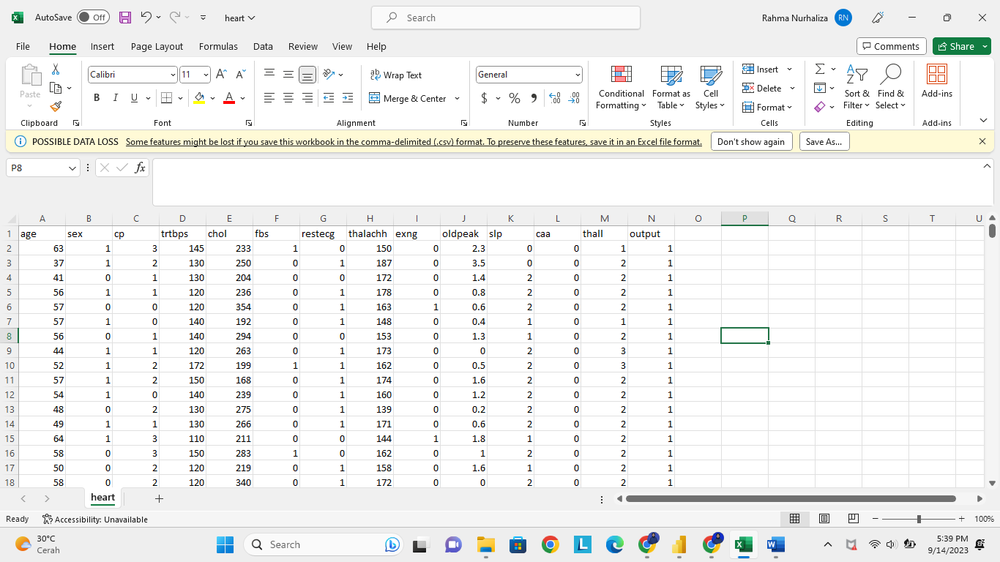 AutoSave Off heart Search Rahma Nurhaliza RN
File Home Insert Page Layout Formulas Data Review View Help Comments Share
Paste Calibri 11 A A Wrap Text General Conditional Formatting Format as Table Cell Styles Insert Delete Format Sort & Filter Find & Select Add-ins
B I U A Merge & Center $ %
Clipboard Font Alignment Number Styles Cells Editing Add-ins
POSSIBLE DATA LOSS Some features might be lost if you save this workbook in the comma-delimited (.csv) format. To preserve these features, save it in an Excel file format. Don't show again Save As...
P8 fx
A B C D E F G H I J K L M N O P Q R S T U
1 age sex cp trtbps chol fbs restecg thalachh exng oldpeak slp caa thall output
2 63 1 3 145 233 1 0 150 0 2.3 0 0 1 1
3 37 1 2 130 250 0 1 187 0 3.5 0 0 2 1
4 41 0 1 130 204 0 0 172 0 1.4 2 0 2 1
5 56 1 1 120 236 0 1 178 0 0.8 2 0 2 1
6 57 0 0 120 354 0 1 163 1 0.6 2 0 2 1
7 57 1 0 140 192 0 1 148 0 0.4 1 0 1 1
8 56 0 1 140 294 0 0 153 0 1.3 1 0 2 1
9 44 1 1 120 263 0 1 173 0 0 2 0 3 1
10 52 1 2 172 199 1 1 162 0 0.5 2 0 3 1
11 57 1 2 150 168 0 1 174 0 1.6 2 0 2 1
12 54 1 0 140 239 0 1 160 0 1.2 2 0 2 1
13 48 0 2 130 275 0 1 139 0 0.2 2 0 2 1
14 49 1 1 130 266 0 1 171 0 0.6 2 0 2 1
15 64 1 3 110 211 0 0 144 1 1.8 1 0 2 1
16 58 0 3 150 283 1 0 162 0 1 2 0 2 1
17 50 0 2 120 219 0 1 158 0 1.6 1 0 2 1
18 58 0 2 120 340 0 1 172 0 0 2 0 2 1
heart
Ready Accessibility: Unavailable 100%
30°C
Cerah
Search
5:39 PM
9/14/2023